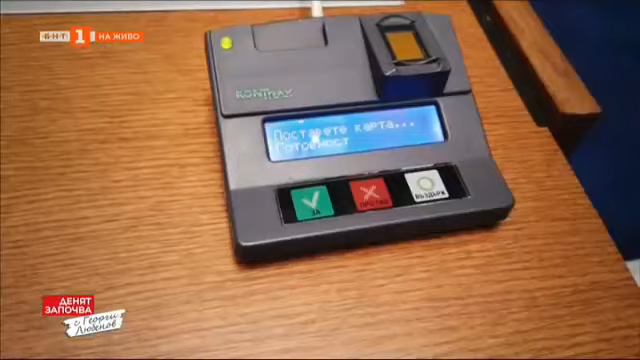 БНТ 1 НА ЖИВО
KONTRAX
Поставете карта...
Готовност
ЗА
ПРОТИВ
ВЪЗДЪРЖ
ДЕНЯТ
ЗАПОЧВА
с Георги
Любенов